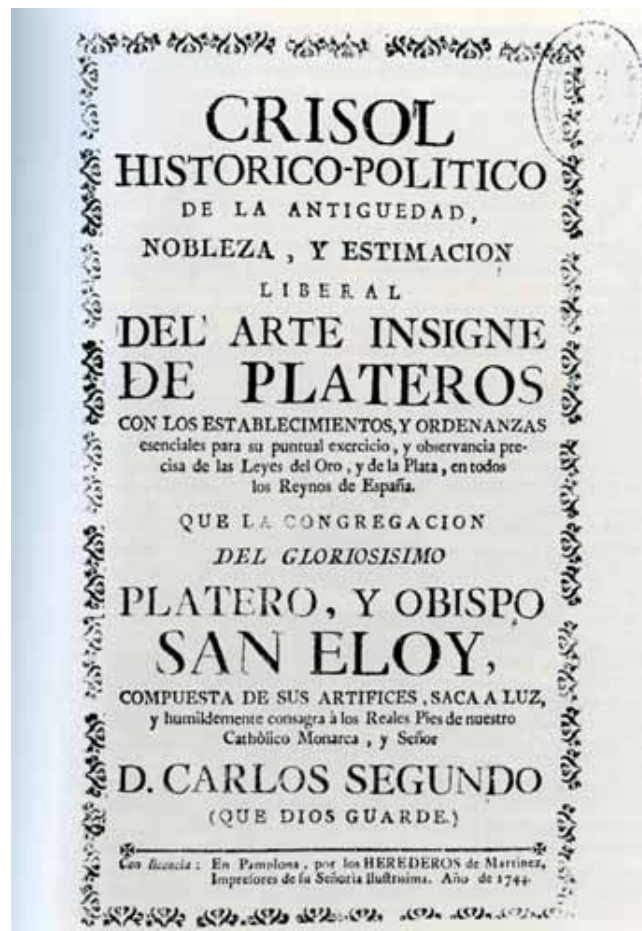 CRISOL
HISTORICO-POLITICO
DE LA ANTIGUEDAD,
NOBLEZA, Y ESTIMACION
LIBERAL
DEL ARTE INSIGNE
DE PLATEROS
CON LOS ESTABLECIMIENTOS, Y ORDENANZAS
esenciales para su puntual exercicio, y observancia pre-
cisa de las Leyes del Oro, y de la Plata, en todos
los Reynos de España.
QUE LA CONGREGACION
DEL GLORIOSISIMO
PLATERO, Y OBISPO
SAN ELOY,
COMPUESTA DE SUS ARTIFICES, SACA A LUZ,
y humildemente consagra à los Reales Pies de nuestro
Cathòlico Monarca, y Señor
D. CARLOS SEGUNDO
(QUE DIOS GUARDE.)
Con licencia: En Pamplona, por los HEREDEROS de Martinez,
Impresores de su Señoria Ilustrisima. Año de 1744.